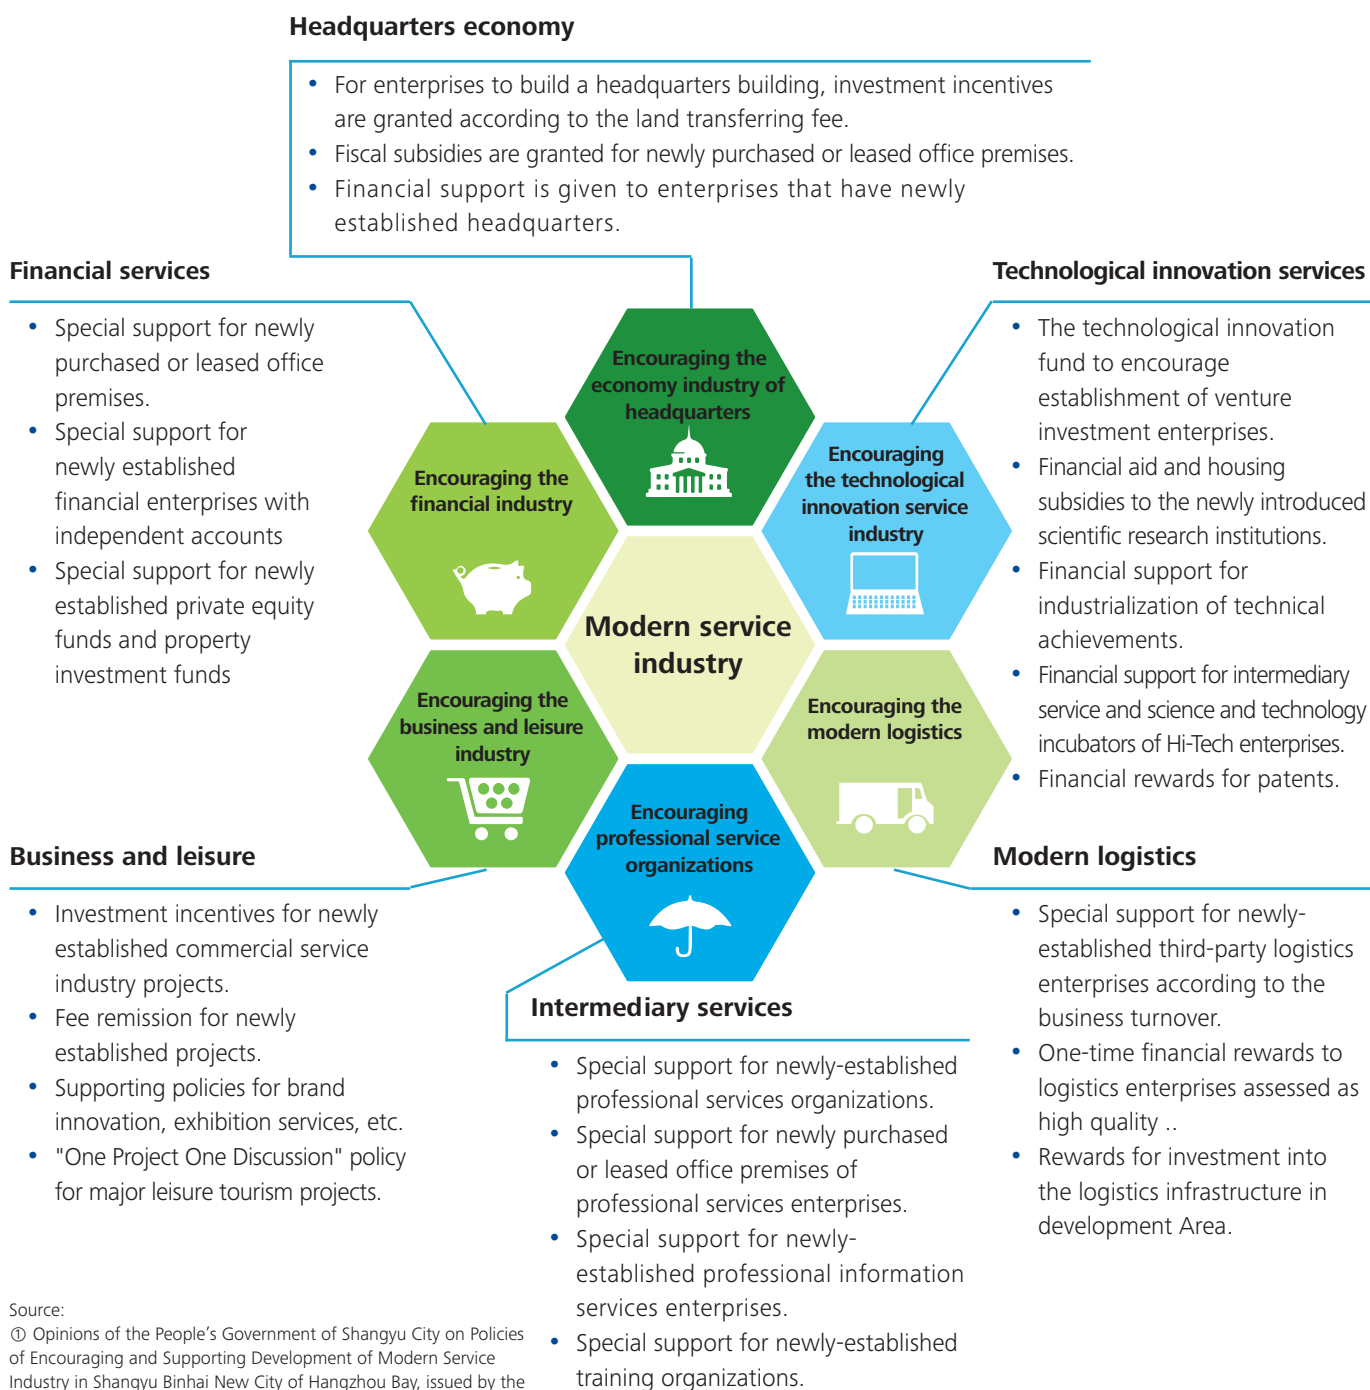 Headquarters economy
• For enterprises to build a headquarters building, investment incentives
are granted according to the land transferring fee.
• Fiscal subsidies are granted for newly purchased or leased office premises.
• Financial support is given to enterprises that have newly
established headquarters.
Financial services
• Special support for newly
purchased or leased office
premises.
• Special support for
newly established
financial enterprises with
independent accounts
• Special support for newly
established private equity
funds and property
investment funds
Technological innovation services
• The technological innovation
fund to encourage
establishment of venture
investment enterprises.
• Financial aid and housing
subsidies to the newly introduced
scientific research institutions.
• Financial support for
industrialization of technical
achievements.
• Financial support for intermediary
service and science and technology
incubators of Hi-Tech enterprises.
• Financial rewards for patents.
Encouraging the
economy industry of
headquarters
Encouraging the
financial industry
Encouraging
the technological
innovation service
industry
Modern service
industry
Encouraging the
business and leisure
industry
Encouraging the
modern logistics
Encouraging
professional service
organizations
Business and leisure
• Investment incentives for newly
established commercial service
industry projects.
• Fee remission for newly
established projects.
• Supporting policies for brand
innovation, exhibition services, etc.
• "One Project One Discussion" policy
for major leisure tourism projects.
Intermediary services
• Special support for newly-established
professional services organizations.
• Special support for newly purchased
or leased office premises of
professional services enterprises.
• Special support for newly-
established professional information
services enterprises.
• Special support for newly-established
training organizations.
Modern logistics
• Special support for newly-
established third-party logistics
enterprises according to the
business turnover.
• One-time financial rewards to
logistics enterprises assessed as
high quality ..
• Rewards for investment into
the logistics infrastructure in
development Area.
Source:
① Opinions of the People's Government of Shangyu City on Policies
of Encouraging and Supporting Development of Modern Service
Industry in Shangyu Binhai New City of Hangzhou Bay, issued by the